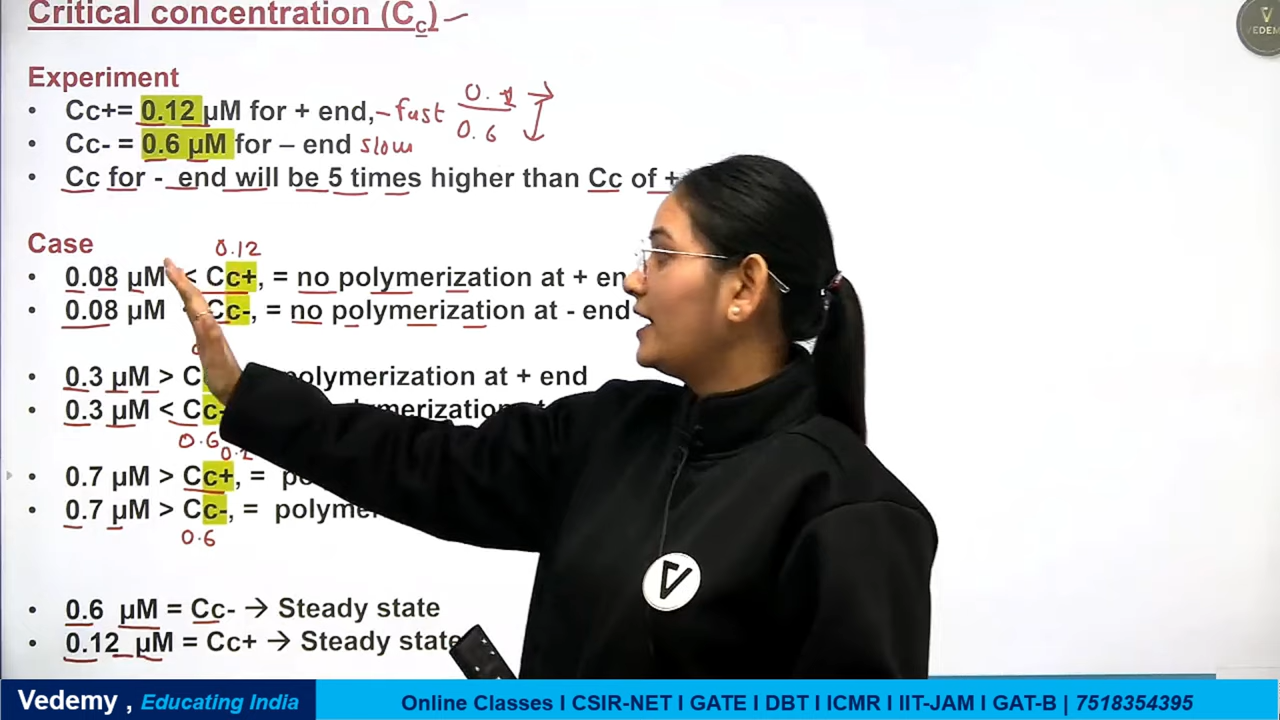 Critical concentration (Cc)
VEDEM
Experiment
• Cc+= 0.12 µM for + end, - fast 0. 0.6
• Cc- = 0.6 µM for – end slow
• Cc for - end will be 5 times higher than Cc of +
Case
0.12
• 0.08 µM < Cc+, = no polymerization at + en
• 0.08 µM Cc-, = no polymerization at - end
• 0.3 µM > C polymerization at + end
• 0.3 µM < Cc-
0.6
• 0.7 µM > Cc+, =
• 0.7 µM > Cc-, = polyme
0.6
• 0.6 µM = Cc- → Steady state
• 0.12 µM = Cc+ → Steady state
Vedemy , Educating India
Online Classes I CSIR-NET I GATE I DBT I ICMR I IIT-JAM I GAT-B | 7518354395